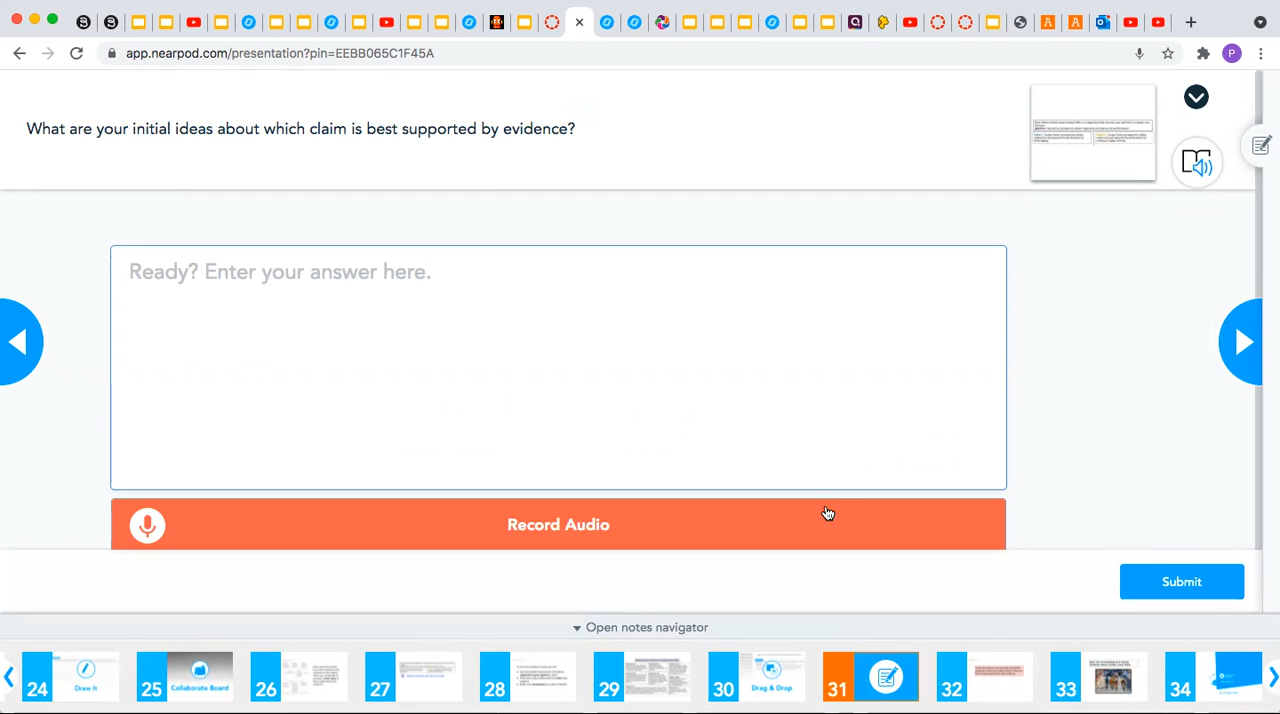 app.nearpod.com/presentation?pin=EEBB065C1F45A
P
What are your initial ideas about which claim is best supported by evidence?
Ready? Enter your answer here.
Record Audio
Submit
Open notes navigator
24 Draw It
25 Collaborate Board
26
27
28
29
30 Drag & Drop
31
32
33
34